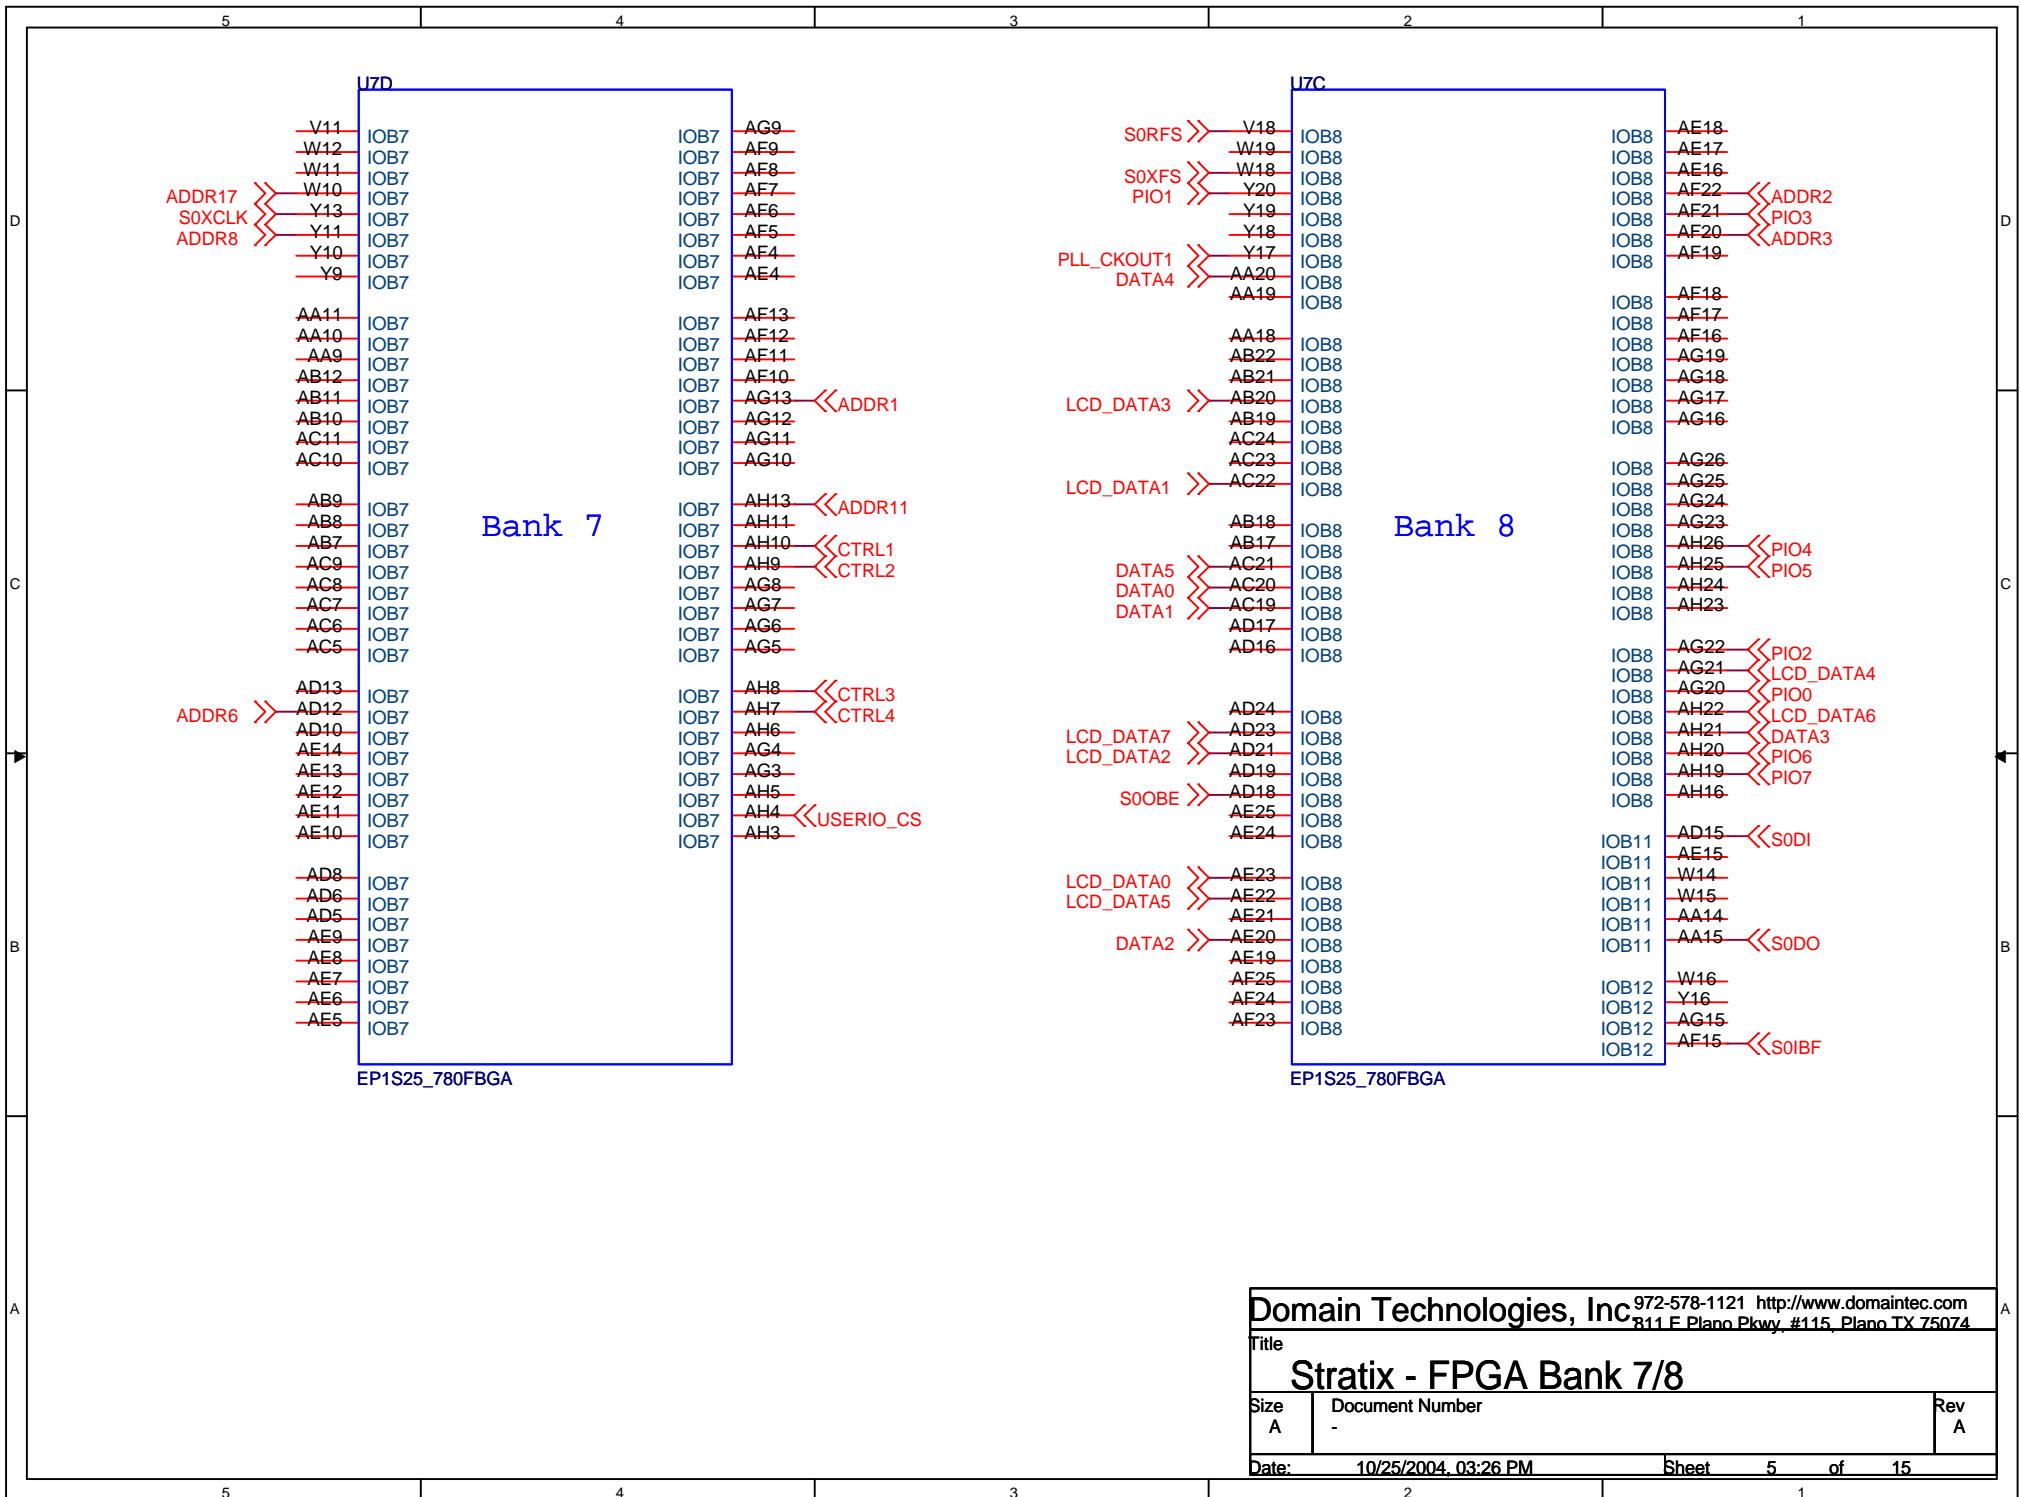 5 4 3 2 1
U7D
V11 IOB7 IOB7 AG9
W12 IOB7 IOB7 AF9
W11 IOB7 IOB7 AF8
ADDR17 W10 IOB7 IOB7 AF7
S0XCLK Y13 IOB7 IOB7 AF6
ADDR8 Y11 IOB7 IOB7 AF5
Y10 IOB7 IOB7 AF4
Y9 IOB7 IOB7 AE4
AA11 IOB7 IOB7 AF13
AA10 IOB7 IOB7 AF12
AA9 IOB7 IOB7 AF11
AB12 IOB7 IOB7 AF10
AB11 IOB7 IOB7 AG13 ADDR1
AB10 IOB7 IOB7 AG12
AC11 IOB7 IOB7 AG11
AC10 IOB7 IOB7 AG10
AB9 IOB7 IOB7 AH13 ADDR11
AB8 IOB7 IOB7 AH11
Bank 7
AB7 IOB7 IOB7 AH10 CTRL1
AC9 IOB7 IOB7 AH9 CTRL2
AC8 IOB7 IOB7 AG8
AC7 IOB7 IOB7 AG7
AC6 IOB7 IOB7 AG6
AC5 IOB7 IOB7 AG5
AD13 IOB7 IOB7 AH8 CTRL3
ADDR6 AD12 IOB7 IOB7 AH7 CTRL4
AD10 IOB7 IOB7 AH6
AE14 IOB7 IOB7 AG4
AE13 IOB7 IOB7 AG3
AE12 IOB7 IOB7 AH5
AE11 IOB7 IOB7 AH4 USERIO_CS
AE10 IOB7 IOB7 AH3
AD8 IOB7
AD6 IOB7
AD5 IOB7
AE9 IOB7
AE8 IOB7
AE7 IOB7
AE6 IOB7
AE5 IOB7
EP1S25_780FBGA
U7C
S0RFS V18 IOB8 IOB8 AE18
W19 IOB8 IOB8 AE17
S0XFS W18 IOB8 IOB8 AE16
PIO1 Y20 IOB8 IOB8 AF22 ADDR2
Y19 IOB8 IOB8 AF21 PIO3
Y18 IOB8 IOB8 AF20 ADDR3
PLL_CKOUT1 Y17 IOB8 IOB8 AF19
DATA4 AA20 IOB8
AA19 IOB8 IOB8 AF18
IOB8 AF17
AA18 IOB8 IOB8 AF16
AB22 IOB8 IOB8 AG19
AB21 IOB8 IOB8 AG18
LCD_DATA3 AB20 IOB8 IOB8 AG17
AB19 IOB8 IOB8 AG16
AC24 IOB8
AC23 IOB8 IOB8 AG26
LCD_DATA1 AC22 IOB8 IOB8 AG25
IOB8 AG24
AB18 IOB8 IOB8 AG23
Bank 8
AB17 IOB8 IOB8 AH26 PIO4
DATA5 AC21 IOB8 IOB8 AH25 PIO5
DATA0 AC20 IOB8 IOB8 AH24
DATA1 AC19 IOB8 IOB8 AH23
AD17 IOB8
AD16 IOB8 IOB8 AG22 PIO2
IOB8 AG21 LCD_DATA4
IOB8 AG20 PIO0
AD24 IOB8 IOB8 AH22 LCD_DATA6
LCD_DATA7 AD23 IOB8 IOB8 AH21 DATA3
LCD_DATA2 AD21 IOB8 IOB8 AH20 PIO6
AD19 IOB8 IOB8 AH19 PIO7
S0OBE AD18 IOB8 IOB8 AH16
AE25 IOB8
AE24 IOB8 IOB11 AD15 S0DI
IOB11 AE15
LCD_DATA0 AE23 IOB8 IOB11 W14
LCD_DATA5 AE22 IOB8 IOB11 W15
AE21 IOB8 IOB11 AA14
DATA2 AE20 IOB8 IOB11 AA15 S0DO
AE19 IOB8
AF25 IOB8 IOB12 W16
AF24 IOB8 IOB12 Y16
AF23 IOB8 IOB12 AG15
IOB12 AF15 S0IBF
EP1S25_780FBGA
D D
C C
B B
A A
Domain Technologies, Inc. 972-578-1121 http://www.domaintec.com
811 E Plano Pkwy, #115, Plano TX 75074
Title
Stratix - FPGA Bank 7/8
Size Document Number Rev
A - A
Date: 10/25/2004, 03:26 PM Sheet 5 of 15
5 4 3 2 1